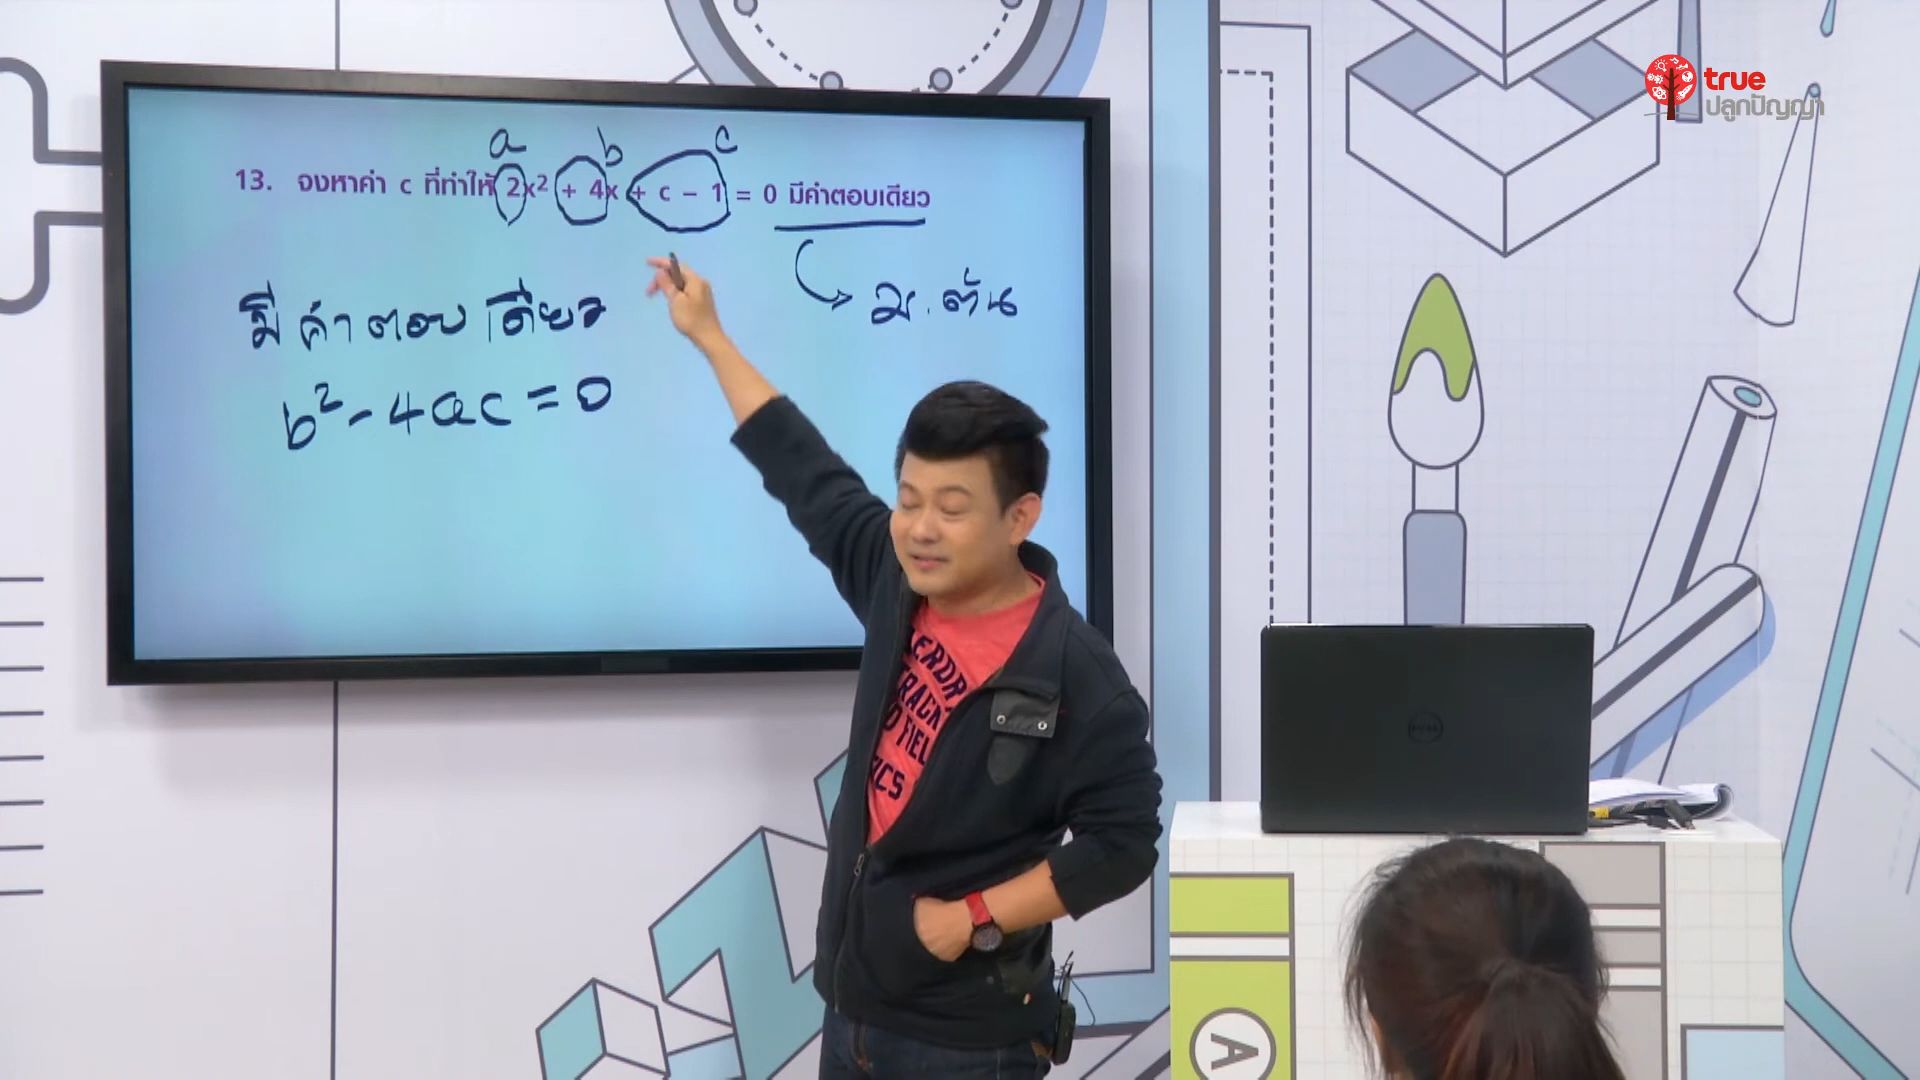 true
ปลูกปัญญา
a b c
13. จงหาค่า c ที่ทำให้ 2x² + 4x + c – 1 = 0 มีคำตอบเดียว
ม. ต้น
มี คำ ตอบ เดียว
b² - 4ac = 0
DELL
A